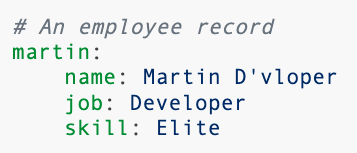 # An employee record
martin:
    name: Martin D'vloper
    job: Developer
    skill: Elite